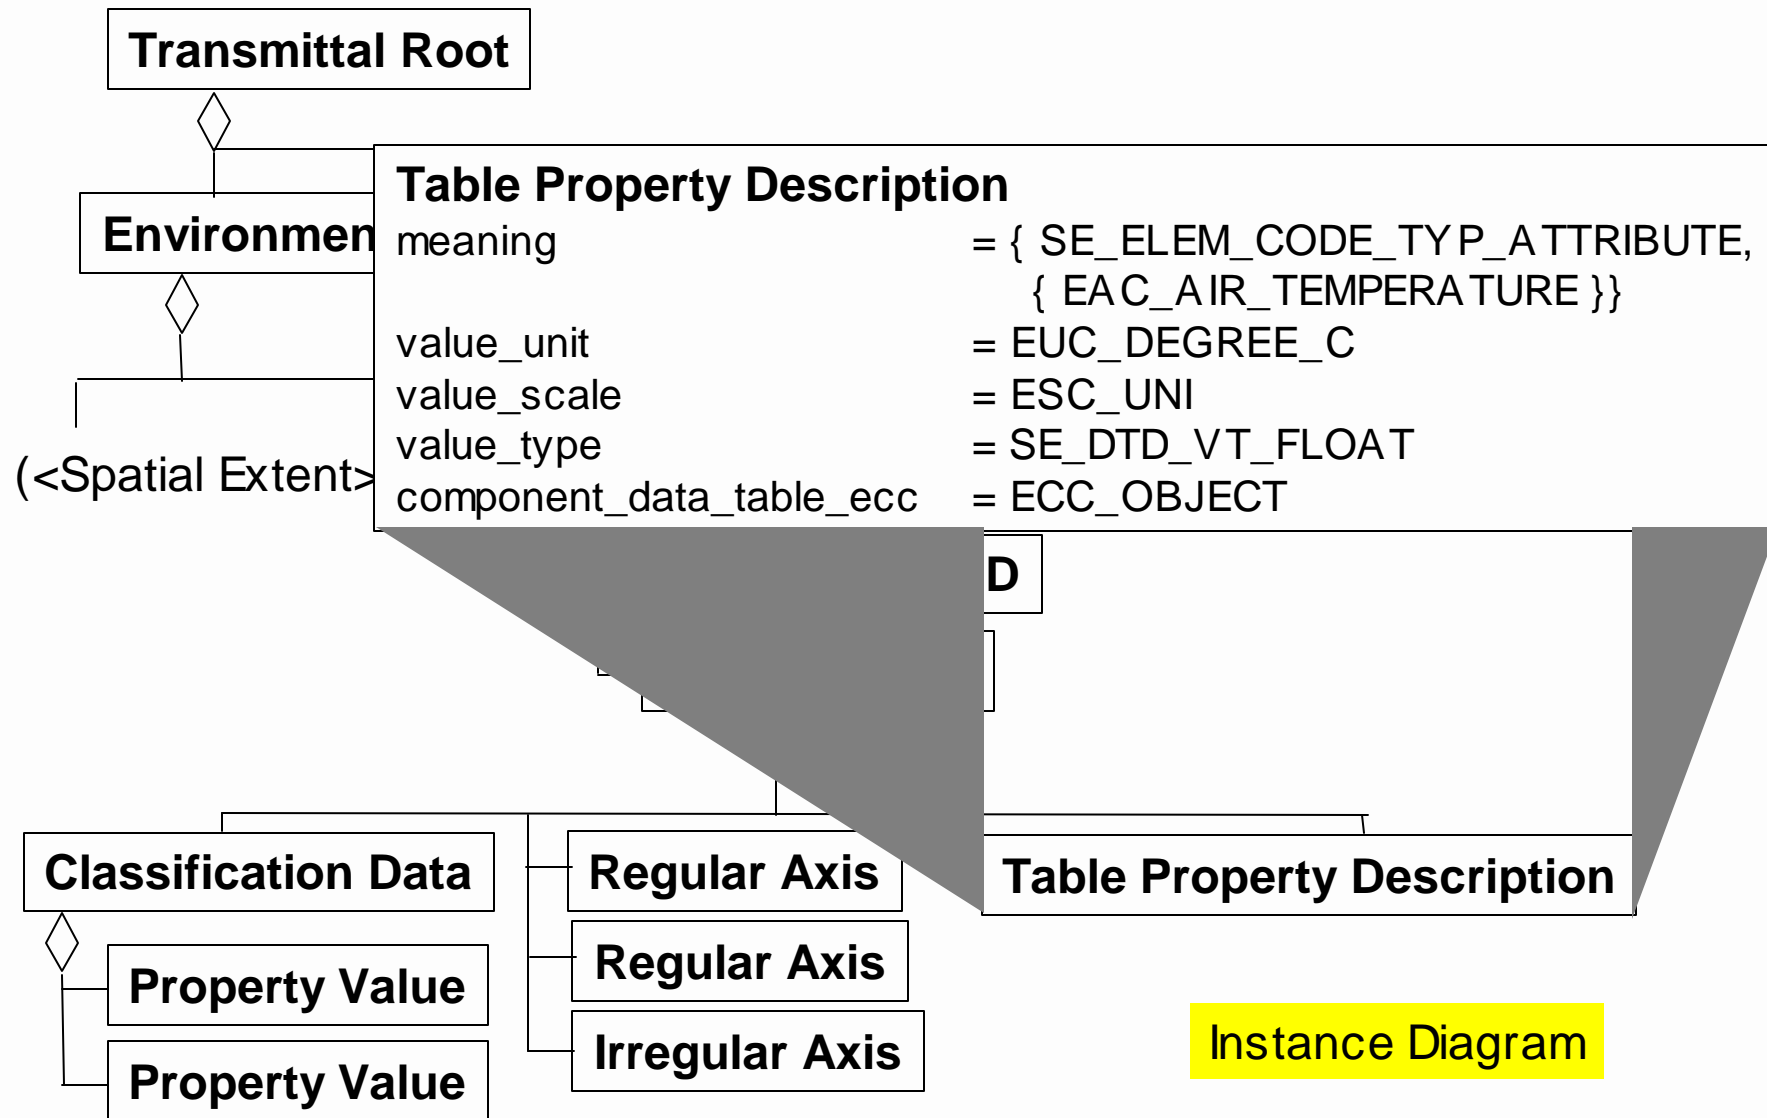 Transmittal Root
Table Property Description
Environmen
meaning = { SE_ELEM_CODE_TYP_ATTRIBUTE,
{ EAC_AIR_TEMPERATURE }}
value_unit = EUC_DEGREE_C
value_scale = ESC_UNI
value_type = SE_DTD_VT_FLOAT
(<Spatial Extent>
component_data_table_ecc = ECC_OBJECT
D
Classification Data
Regular Axis
Table Property Description
Regular Axis
Property Value
Irregular Axis
Instance Diagram
Property Value